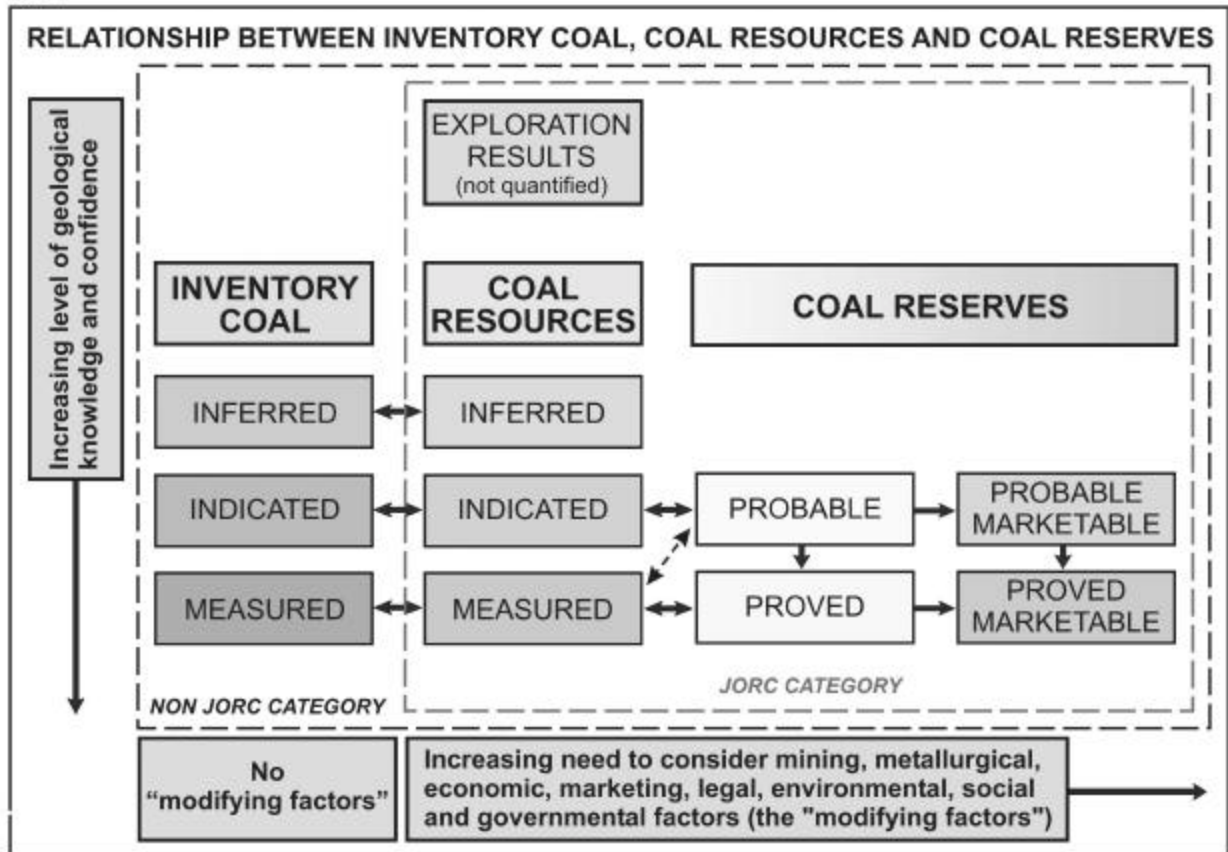 RELATIONSHIP BETWEEN INVENTORY COAL, COAL RESOURCES AND COAL RESERVES
Increasing level of geological
knowledge and confidence
EXPLORATION
RESULTS
(not quantified)
INVENTORY
COAL
COAL
RESOURCES
COAL RESERVES
INFERRED
INFERRED
INDICATED
INDICATED
PROBABLE
PROBABLE
MARKETABLE
MEASURED
MEASURED
PROVED
PROVED
MARKETABLE
NON JORC CATEGORY
JORC CATEGORY
No
“modifying factors”
Increasing need to consider mining, metallurgical,
economic, marketing, legal, environmental, social
and governmental factors (the "modifying factors")